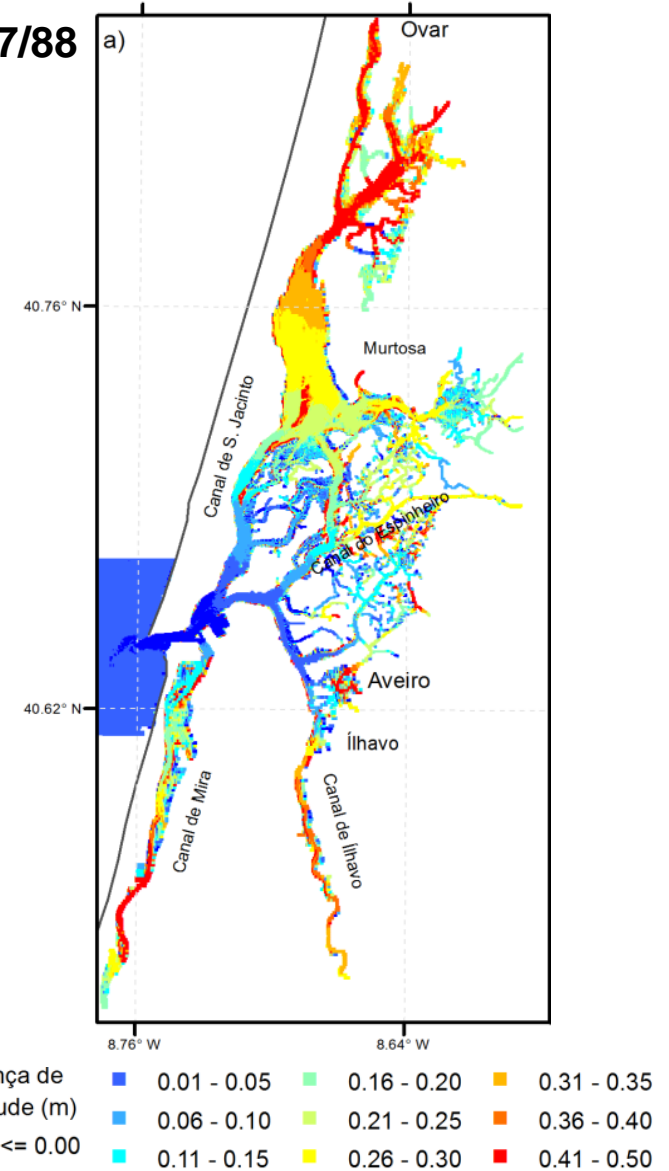 7/88
a)
Ovar
40.76° N
Murtosa
Canal de S. Jacinto
Canal do Espinheiro
Aveiro
40.62° N
Ílhavo
Canal de Mira
Canal de Ílhavo
8.76° W
8.64° W
nça de
0.01 - 0.05
0.16 - 0.20
0.31 - 0.35
ude (m)
0.06 - 0.10
0.21 - 0.25
0.36 - 0.40
<= 0.00
0.11 - 0.15
0.26 - 0.30
0.41 - 0.50